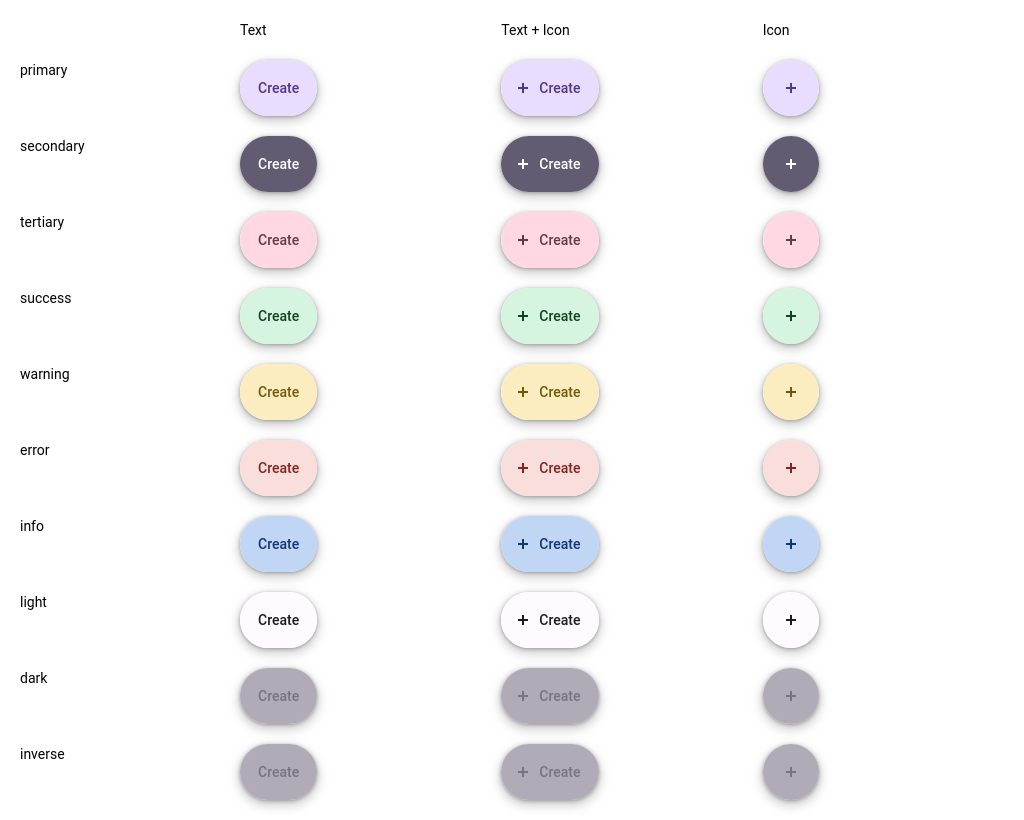 Text Text + Icon Icon
primary Create + Create +
secondary Create + Create +
tertiary Create + Create +
success Create + Create +
warning Create + Create +
error Create + Create +
info Create + Create +
light Create + Create +
dark Create + Create +
inverse Create + Create +